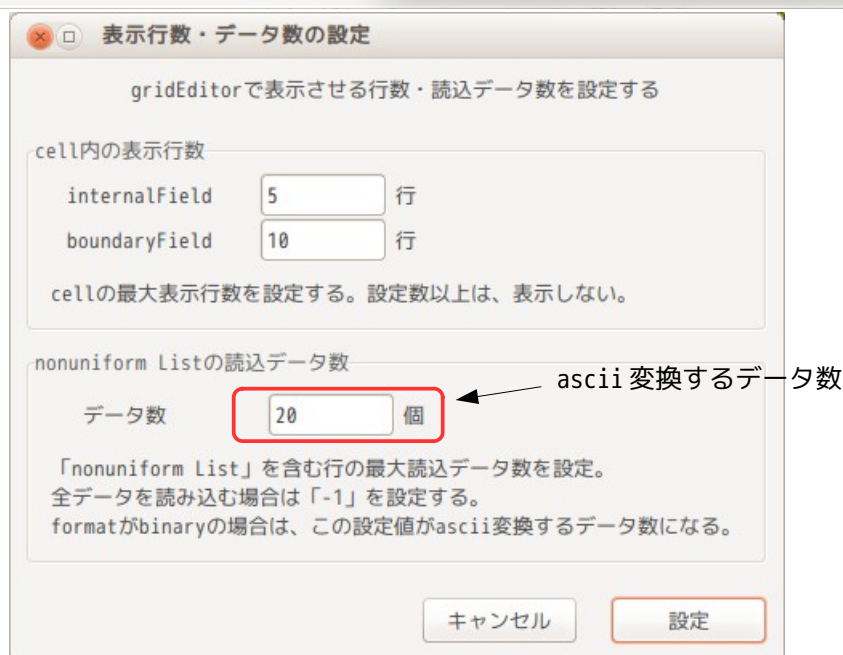 表示行数・データ数の設定
gridEditorで表示させる行数・読込データ数を設定する
cell内の表示行数
internalField 5 行
boundaryField 10 行
cellの最大表示行数を設定する。設定数以上は、表示しない。
nonuniform Listの読込データ数
ascii 変換するデータ数
データ数 20 個
「nonuniform List」を含む行の最大読込データ数を設定。
全データを読み込む場合は「-1」を設定する。
formatがbinaryの場合は、この設定値がascii変換するデータ数になる。
キャンセル 設定